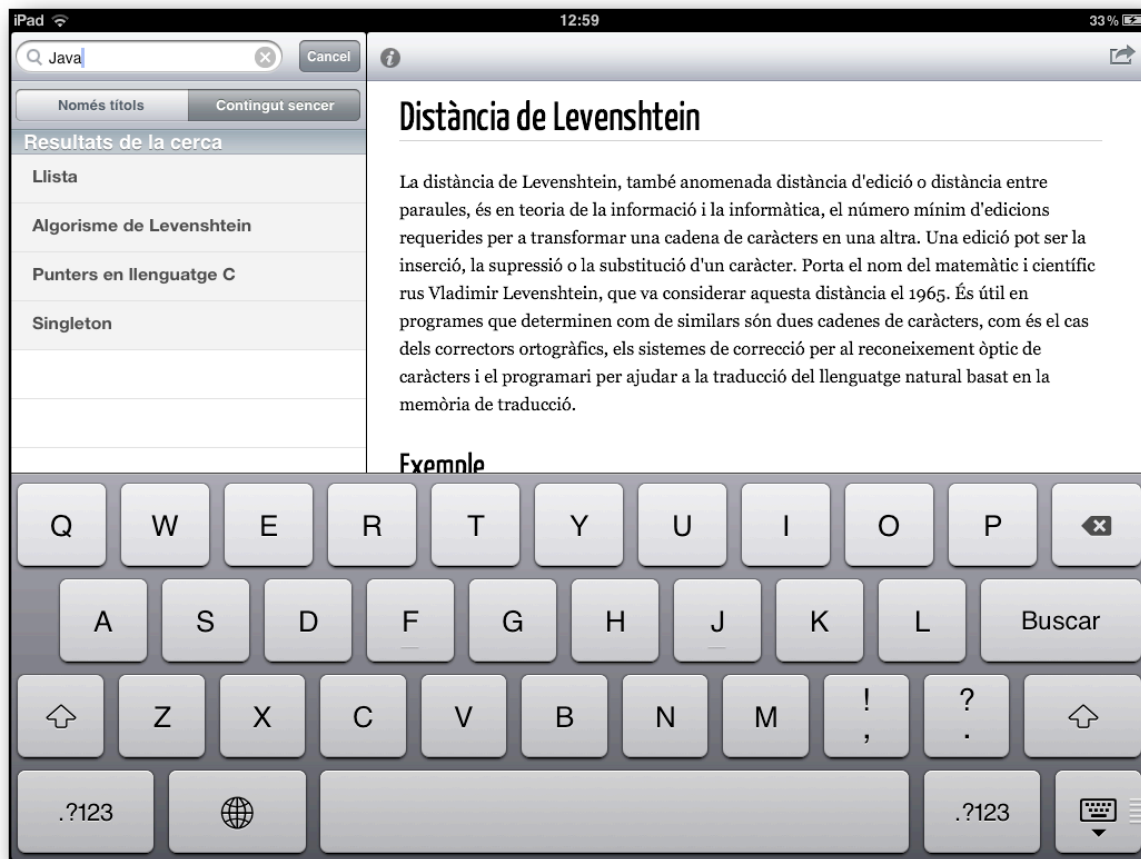 iPad 12:59 33%
Java Cancel
Només títols Contingut sencer
Resultats de la cerca
Llista
Algorisme de Levenshtein
Punters en llenguatge C
Singleton
Distància de Levenshtein
La distància de Levenshtein, també anomenada distància d'edició o distància entre
paraules, és en teoria de la informació i la informàtica, el número mínim d'edicions
requerides per a transformar una cadena de caràcters en una altra. Una edició pot ser la
inserció, la supressió o la substitució d'un caràcter. Porta el nom del matemàtic i científic
rus Vladimir Levenshtein, que va considerar aquesta distància el 1965. És útil en
programes que determinen com de similars són dues cadenes de caràcters, com és el cas
dels correctors ortogràfics, els sistemes de correcció per al reconeixement òptic de
caràcters i el programari per ajudar a la traducció del llenguatge natural basat en la
memòria de traducció.
Exemple
Q W E R T Y U I O P
A S D F G H J K L Buscar
Z X C V B N M ! , ? .
.?123 .?123